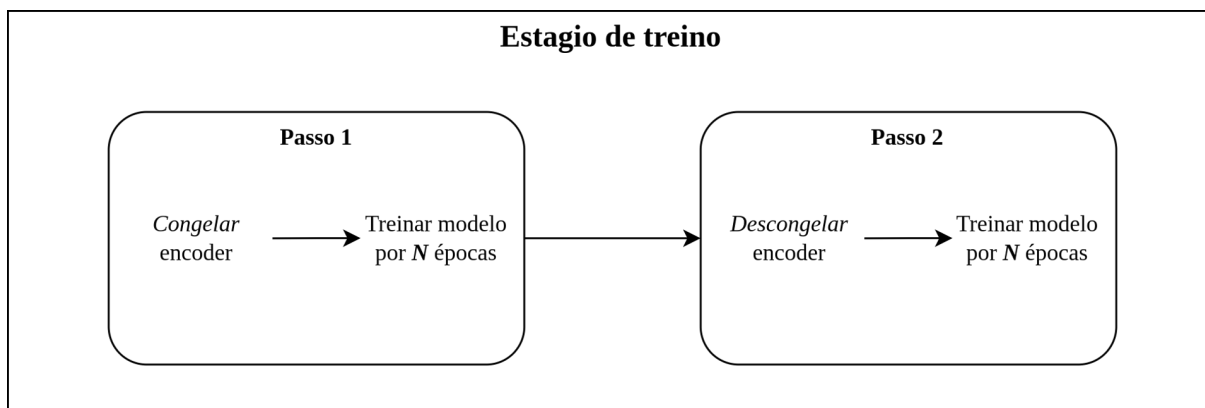 Estagio de treino
Passo 1
Congelar
encoder
Treinar modelo
por N épocas
Passo 2
Descongelar
encoder
Treinar modelo
por N épocas